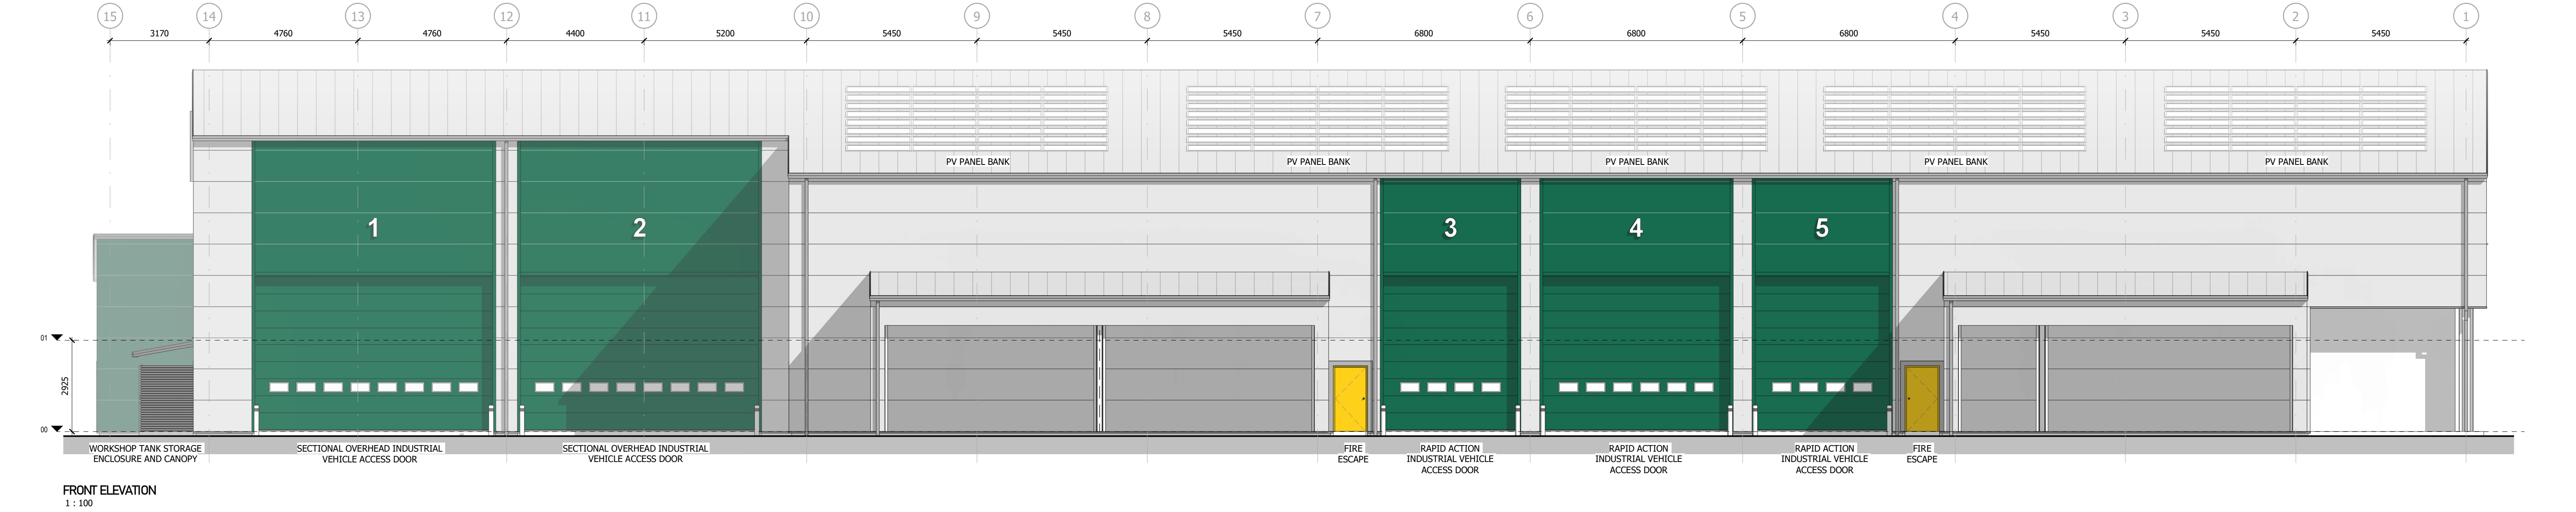 15 14 13 12 11 10 9 8 7 6 5 4 3 2 1
3170 4760 4760 4400 5200 5450 5450 5450 6800 6800 6800 5450 5450 5450
PV PANEL BANK PV PANEL BANK PV PANEL BANK PV PANEL BANK PV PANEL BANK
1 2 3 4 5
01
2925
00
WORKSHOP TANK STORAGE
ENCLOSURE AND CANOPY
SECTIONAL OVERHEAD INDUSTRIAL
VEHICLE ACCESS DOOR
SECTIONAL OVERHEAD INDUSTRIAL
VEHICLE ACCESS DOOR
FIRE
ESCAPE
RAPID ACTION
INDUSTRIAL VEHICLE
ACCESS DOOR
RAPID ACTION
INDUSTRIAL VEHICLE
ACCESS DOOR
RAPID ACTION
INDUSTRIAL VEHICLE
ACCESS DOOR
FIRE
ESCAPE
FRONT ELEVATION
1 : 100